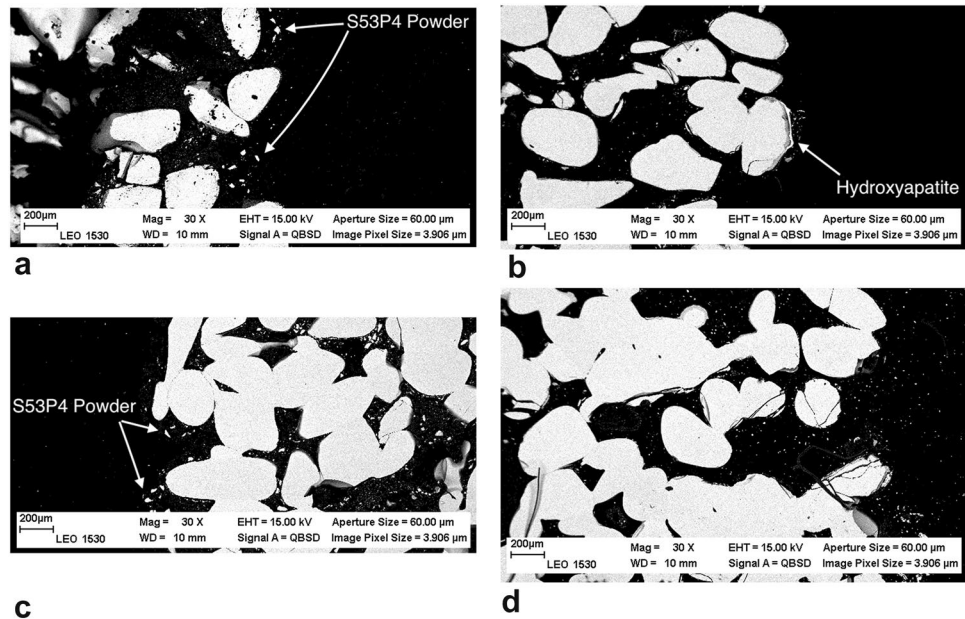 S53P4 Powder
200µm
LEO 1530
Mag = 30 X
WD = 10 mm
EHT = 15.00 kV
Signal A = QBSD
Aperture Size = 60.00 µm
Image Pixel Size = 3.906 µm
a
Hydroxyapatite
200µm
LEO 1530
Mag = 30 X
WD = 10 mm
EHT = 15.00 kV
Signal A = QBSD
Aperture Size = 60.00 µm
Image Pixel Size = 3.906 µm
b
S53P4 Powder
200µm
LEO 1530
Mag = 30 X
WD = 10 mm
EHT = 15.00 kV
Signal A = QBSD
Aperture Size = 60.00 µm
Image Pixel Size = 3.906 µm
c
200µm
LEO 1530
Mag = 30 X
WD = 10 mm
EHT = 15.00 kV
Signal A = QBSD
Aperture Size = 60.00 µm
Image Pixel Size = 3.906 µm
d